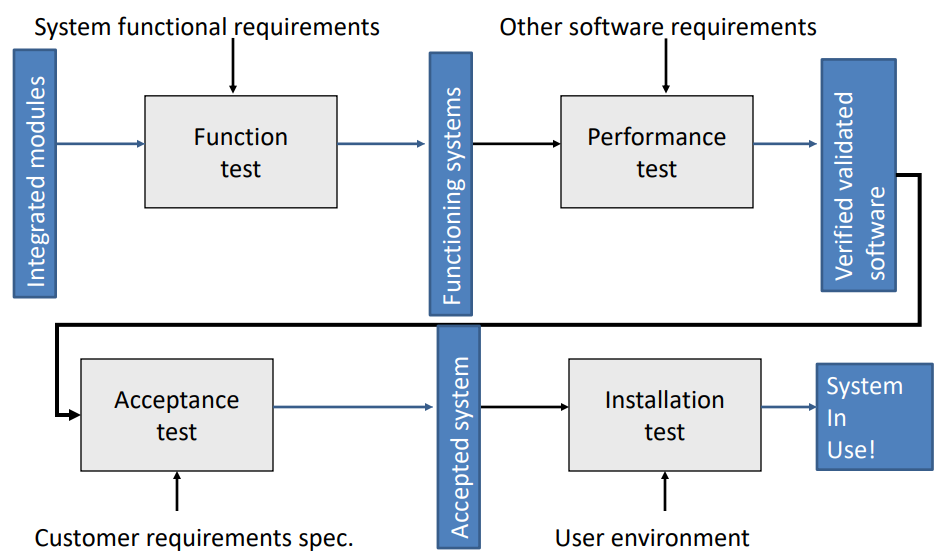 System functional requirements
Other software requirements
Integrated modules
Function
test
Functioning systems
Performance
test
Verified validated
software
Acceptance
test
Accepted system
Installation
test
System
In
Use!
Customer requirements spec.
User environment